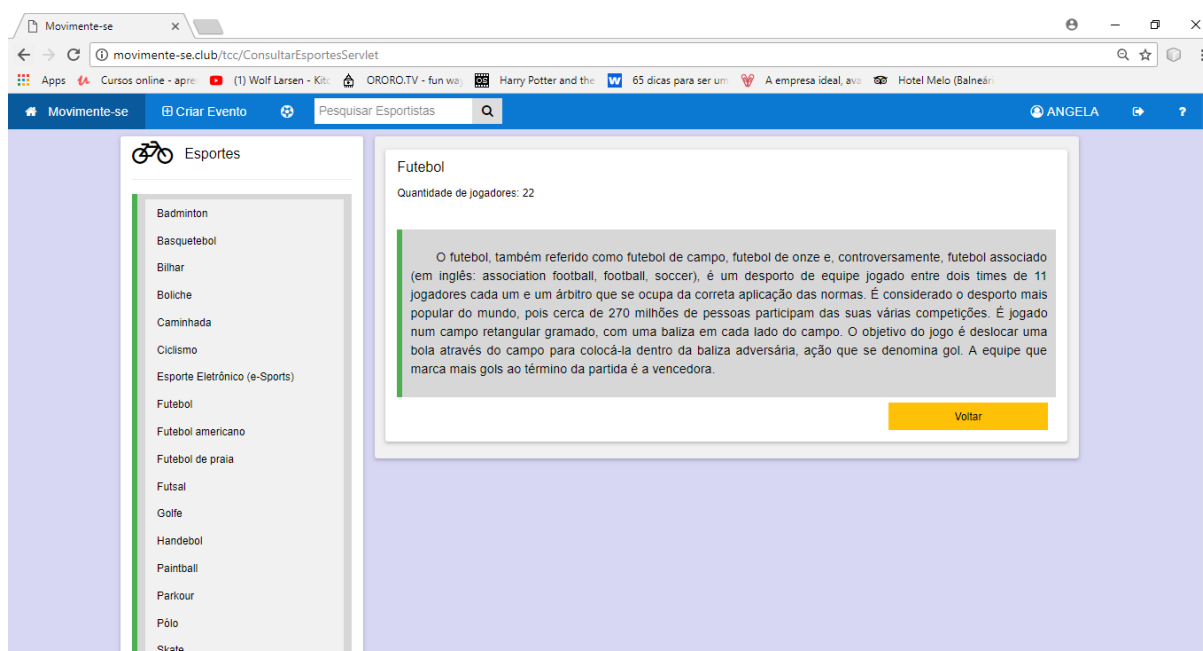 Movimente-se
movimente-se.club/tcc/ConsultarEsportesServlet
Apps Cursos online - apre (1) Wolf Larsen - Kitc ORORO.TV - fun way Harry Potter and the 65 dicas para ser um A empresa ideal, ava Hotel Melo (Balneári
Movimente-se Criar Evento Pesquisar Esportistas ANGELA ?
Esportes
Badminton
Basquetebol
Bilhar
Boliche
Caminhada
Ciclismo
Esporte Eletrônico (e-Sports)
Futebol
Futebol americano
Futebol de praia
Futsal
Golfe
Handebol
Paintball
Parkour
Pólo
Skate
Futebol
Quantidade de jogadores: 22
O futebol, também referido como futebol de campo, futebol de onze e, controversamente, futebol associado
(em inglês: association football, football, soccer), é um desporto de equipe jogado entre dois times de 11
jogadores cada um e um árbitro que se ocupa da correta aplicação das normas. É considerado o desporto mais
popular do mundo, pois cerca de 270 milhões de pessoas participam das suas várias competições. É jogado
num campo retangular gramado, com uma baliza em cada lado do campo. O objetivo do jogo é deslocar uma
bola através do campo para colocá-la dentro da baliza adversária, ação que se denomina gol. A equipe que
marca mais gols ao término da partida é a vencedora.
Voltar